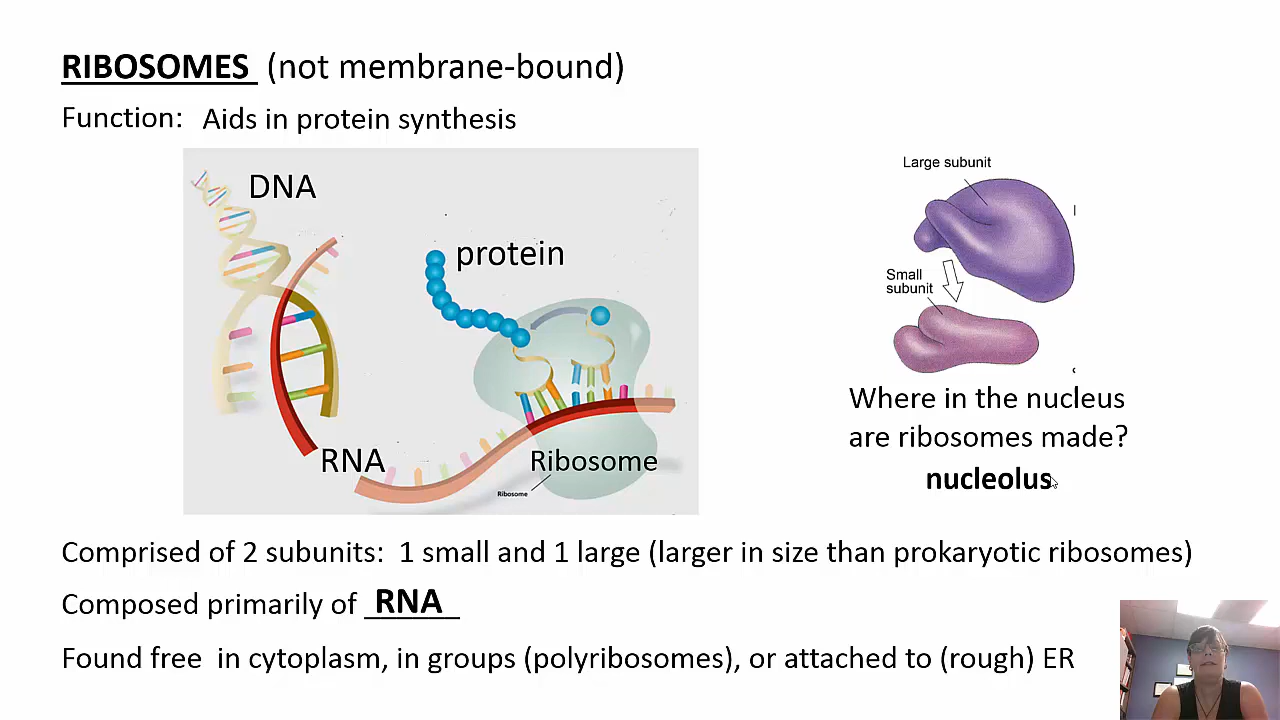 RIBOSOMES (not membrane-bound)
Function: Aids in protein synthesis
DNA
protein
RNA
Ribosome
Ribosome
Large subunit
Small
subunit
Where in the nucleus
are ribosomes made?
nucleolus
Comprised of 2 subunits: 1 small and 1 large (larger in size than prokaryotic ribosomes)
Composed primarily of RNA
Found free in cytoplasm, in groups (polyribosomes), or attached to (rough) ER